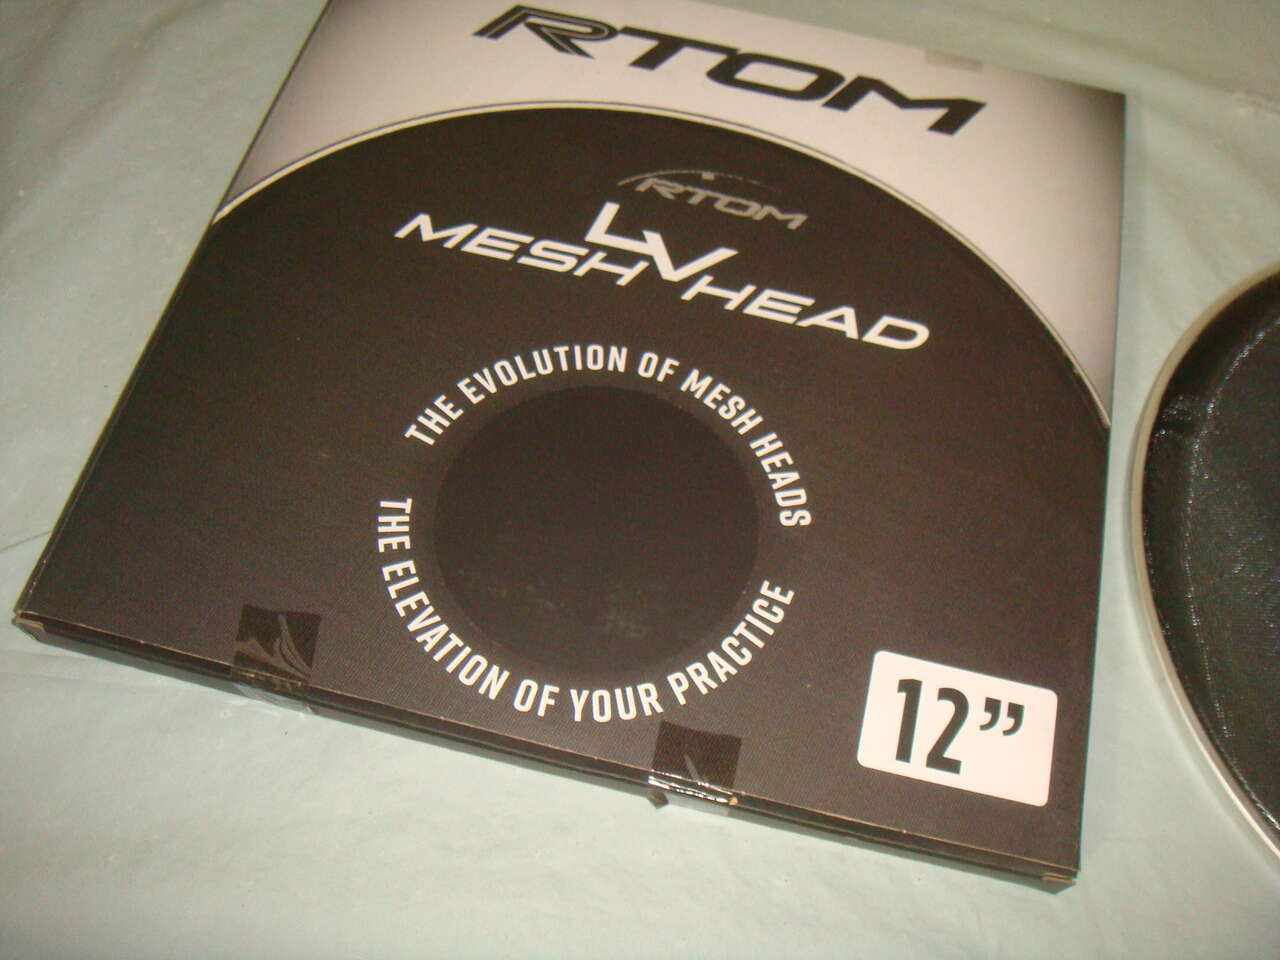 RTOM
RTOM
LV
MESH HEAD
THE EVOLUTION OF MESH HEADS
THE ELEVATION OF YOUR PRACTICE
12”